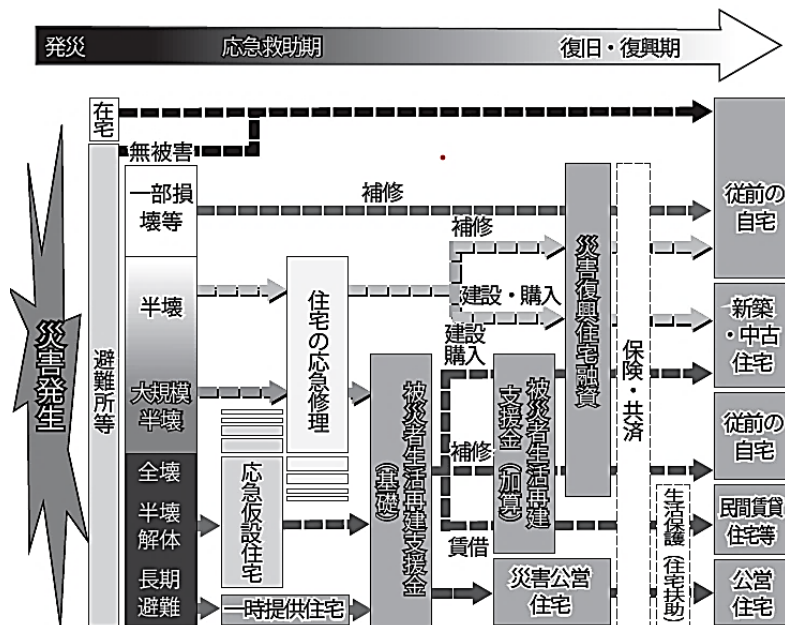 発災
応急救助期
復旧・復興期
在宅
無被害
災害発生
避難所等
一部損
壊等
半壊
大規模
半壊
全壊
半壊
解体
長期
避難
住宅の応急修理
応急仮設住宅
一時提供住宅
被災者生活再建支援金
（基礎）
補修
補修
建設・購入
建設
購入
補修
賃借
被災者生活再建
支援金（加算）
災害公営
住宅
災害復興住宅融資
保険・共済
生活保護（住宅扶助）
従前の
自宅
新築
・中古
住宅
従前の
自宅
民間賃貸
住宅等
公営
住宅